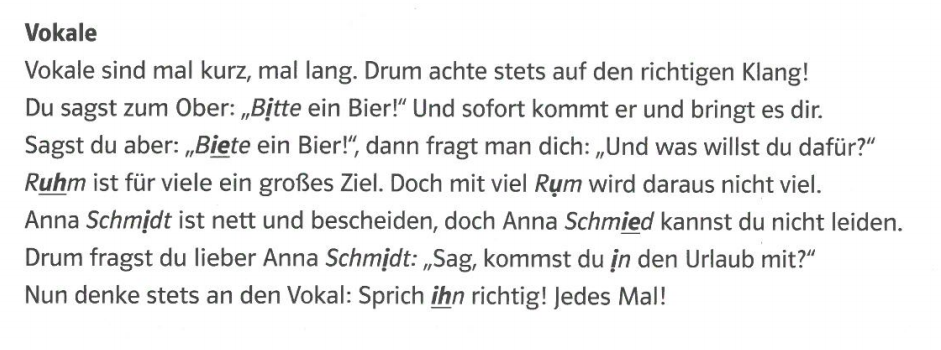 Vokale
Vokale sind mal kurz, mal lang. Drum achte stets auf den richtigen Klang!
Du sagst zum Ober: „Bitte ein Bier!“ Und sofort kommt er und bringt es dir.
Sagst du aber: „Biete ein Bier!“, dann fragt man dich: „Und was willst du dafür?“
Ruhm ist für viele ein großes Ziel. Doch mit viel Rum wird daraus nicht viel.
Anna Schmidt ist nett und bescheiden, doch Anna Schmied kannst du nicht leiden.
Drum fragst du lieber Anna Schmidt: „Sag, kommst du in den Urlaub mit?“
Nun denke stets an den Vokal: Sprich ihn richtig! Jedes Mal!